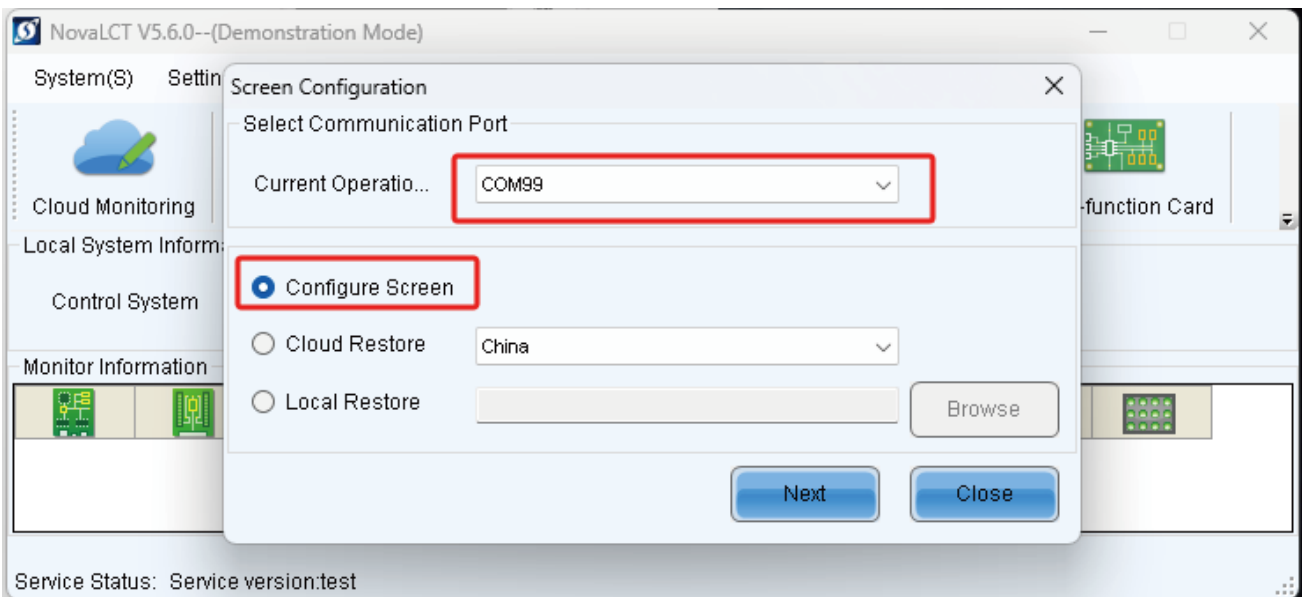 NovaLCT V5.6.0--(Demonstration Mode)
System(S) Settin
Screen Configuration
Select Communication Port
Current Operatio... COM99
Cloud Monitoring
-function Card
Local System Informa
Control System
Configure Screen
Cloud Restore China
Monitor Information
Local Restore Browse
Next Close
Service Status: Service version:test